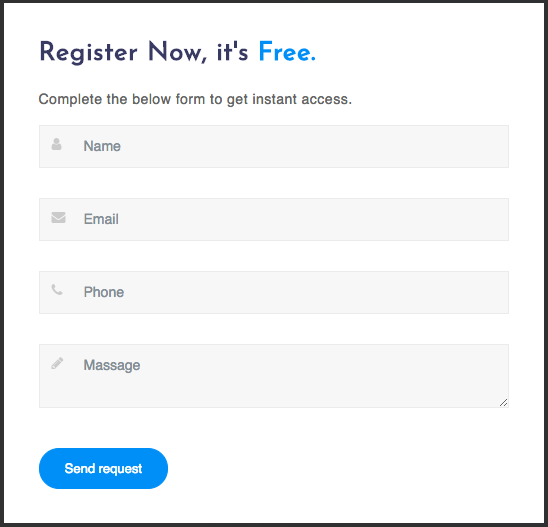 Register Now, it's Free.
Complete the below form to get instant access.
Name
Email
Phone
Massage
Send request